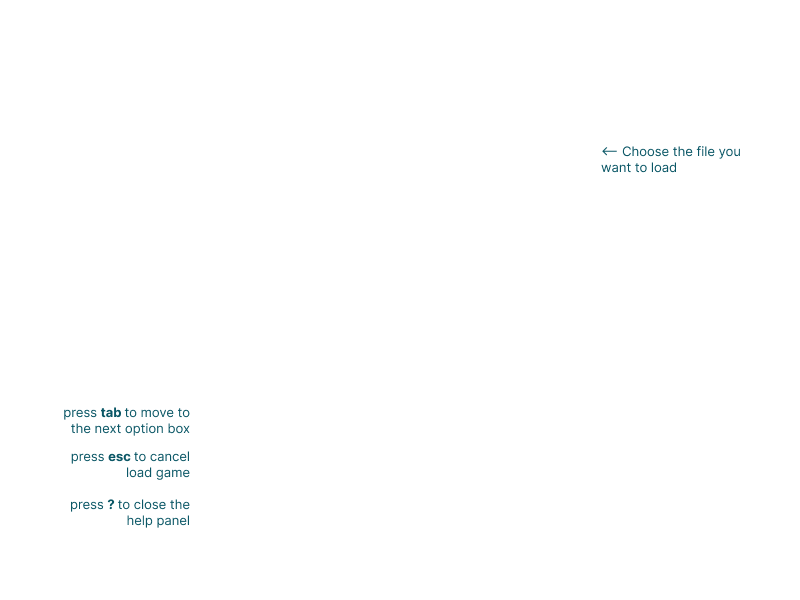 ← Choose the file you
want to load
press tab to move to
the next option box
press esc to cancel
load game
press ? to close the
help panel